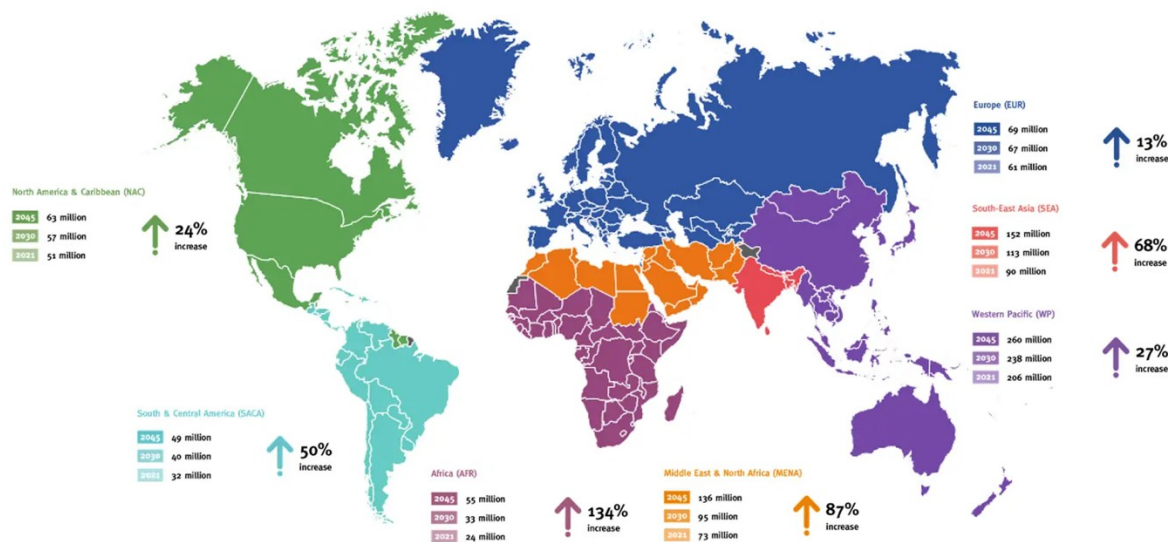 Europe (EUR)
2045 69 million
2030 67 million
2021 61 million
13%
increase
North America & Caribbean (NAC)
2045 63 million
2030 57 million
2021 51 million
24%
increase
South-East Asia (SEA)
2045 152 million
2030 113 million
2021 90 million
68%
increase
Western Pacific (WP)
2045 260 million
2030 238 million
2021 206 million
27%
increase
South & Central America (SACA)
2045 49 million
2030 40 million
2021 32 million
50%
increase
Africa (AFR)
2045 55 million
2030 33 million
2021 24 million
134%
increase
Middle East & North Africa (MENA)
2045 136 million
2030 95 million
2021 73 million
87%
increase